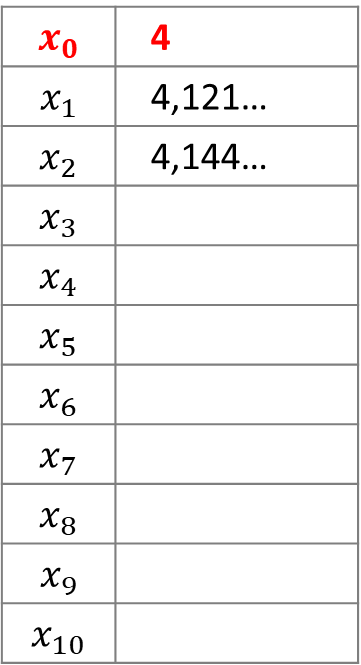 x₀ 4
x₁ 4,121...
x₂ 4,144...
x₃
x₄
x₅
x₆
x₇
x₈
x₉
x₁₀